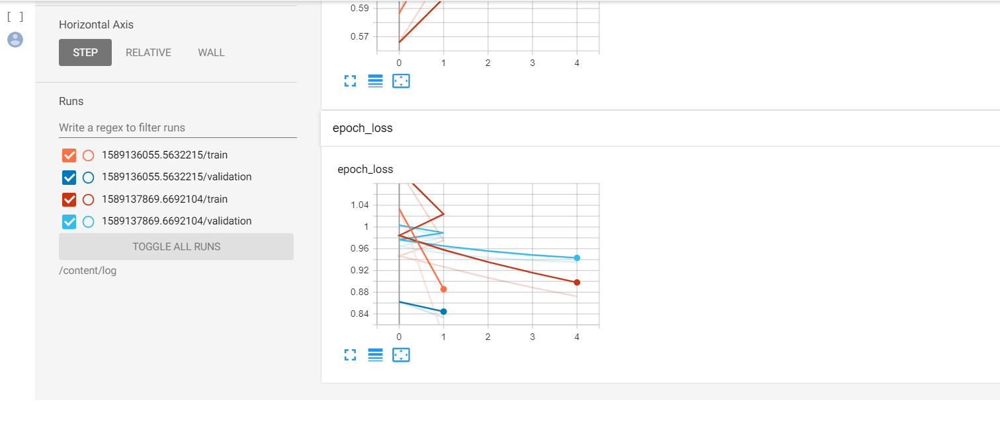 [ ]
Horizontal Axis
STEP RELATIVE WALL
Runs
Write a regex to filter runs
1589136055.5632215/train
1589136055.5632215/validation
1589137869.6692104/train
1589137869.6692104/validation
TOGGLE ALL RUNS
/content/log
0.59
0.57
0 1 2 3 4
epoch_loss
epoch_loss
1.04
1
0.96
0.92
0.88
0.84
0 1 2 3 4